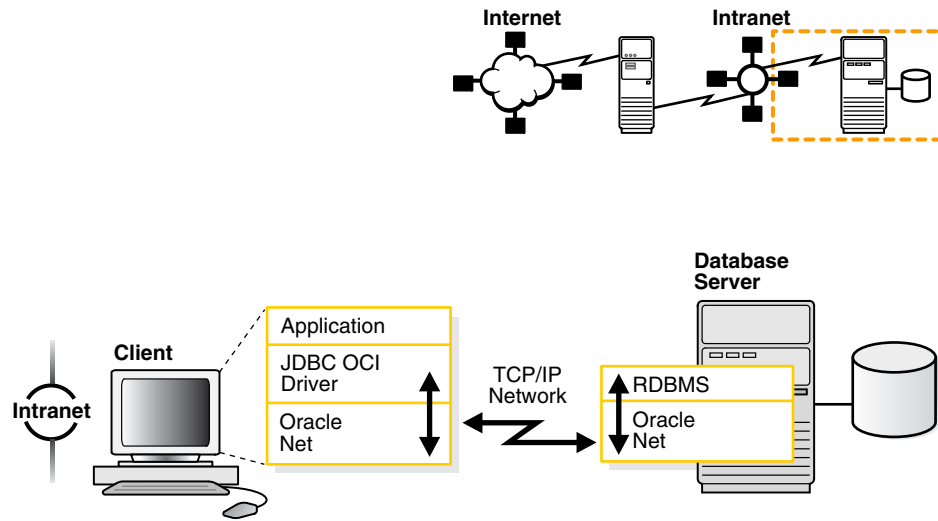 Internet
Intranet
Database
Server
Client
Intranet
Application
JDBC OCI
Driver
Oracle
Net
TCP/IP
Network
RDBMS
Oracle
Net